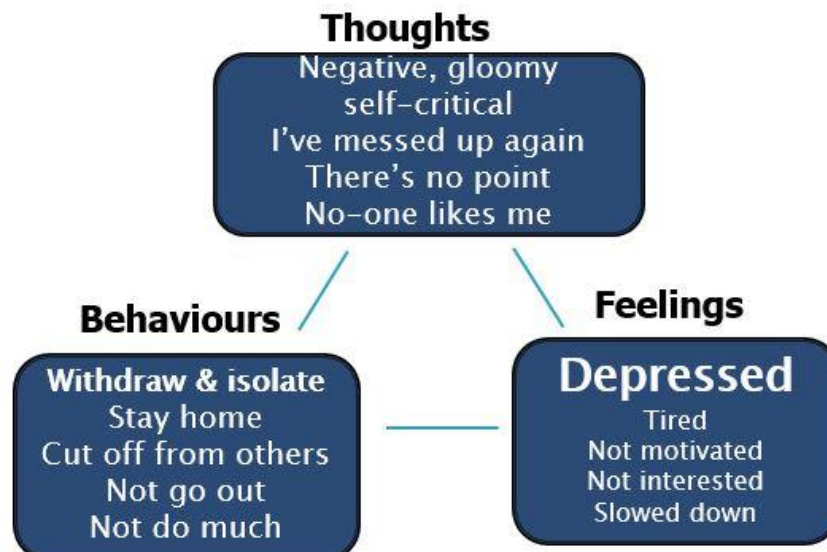 Thoughts
Negative, gloomy
self-critical
I've messed up again
There's no point
No-one likes me
Behaviours
Withdraw & isolate
Stay home
Cut off from others
Not go out
Not do much
Feelings
Depressed
Tired
Not motivated
Not interested
Slowed down